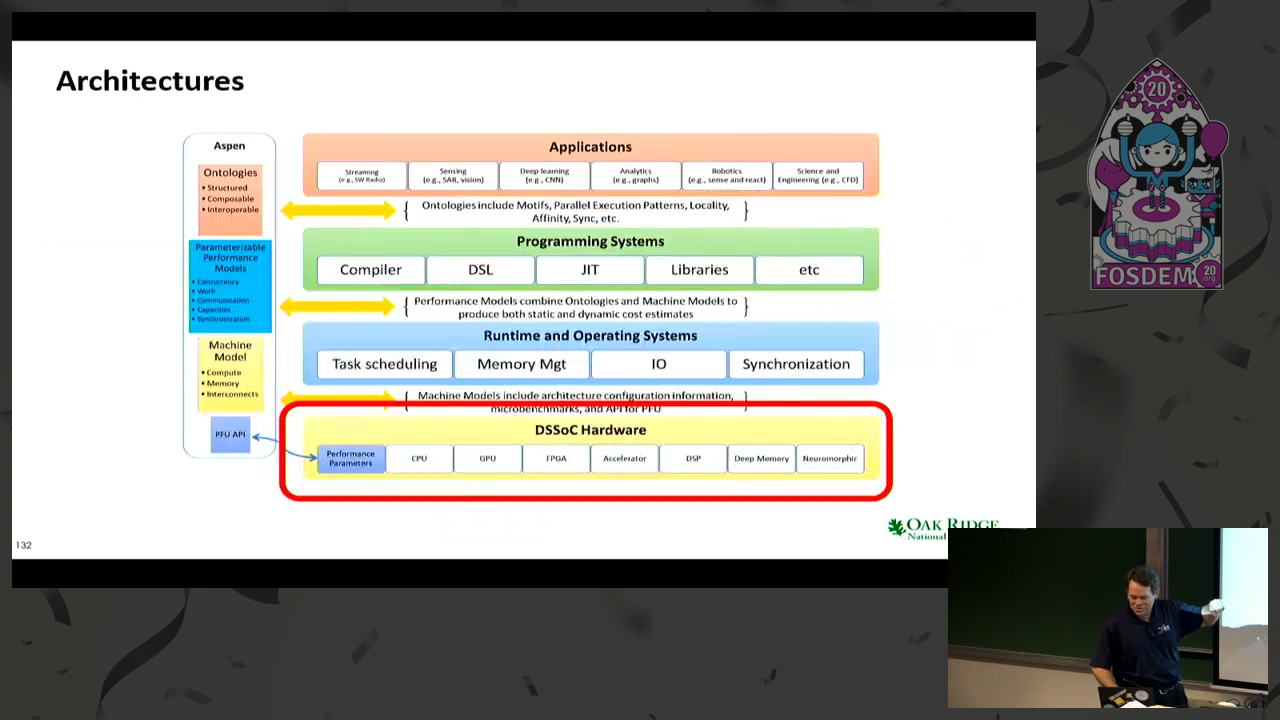 Architectures
Aspen
Ontologies
• Structured
• Composable
• Interoperable
Parameterizable
Performance
Models
• Concurrency
• Work
• Communication
• Capacities
• Synchronization
Machine
Model
• Compute
• Memory
• Interconnects
PFU API
Applications
Streaming
(e.g., SW Radio)
Sensing
(e.g., SAR, vision)
Deep learning
(e.g., CNN)
Analytics
(e.g., graphs)
Robotics
(e.g., sense and react)
Science and
Engineering (e.g., CFD)
Ontologies include Motifs, Parallel Execution Patterns, Locality,
Affinity, Sync, etc.
Programming Systems
Compiler
DSL
JIT
Libraries
etc
Performance Models combine Ontologies and Machine Models to
produce both static and dynamic cost estimates
Runtime and Operating Systems
Task scheduling
Memory Mgt
IO
Synchronization
Machine Models include architecture configuration information,
microbenchmarks, and API for PFU
DSSoC Hardware
Performance
Parameters
CPU
GPU
FPGA
Accelerator
DSP
Deep Memory
Neuromorphic
OAK RIDGE
National
132
20
FOSDEM
20
.org